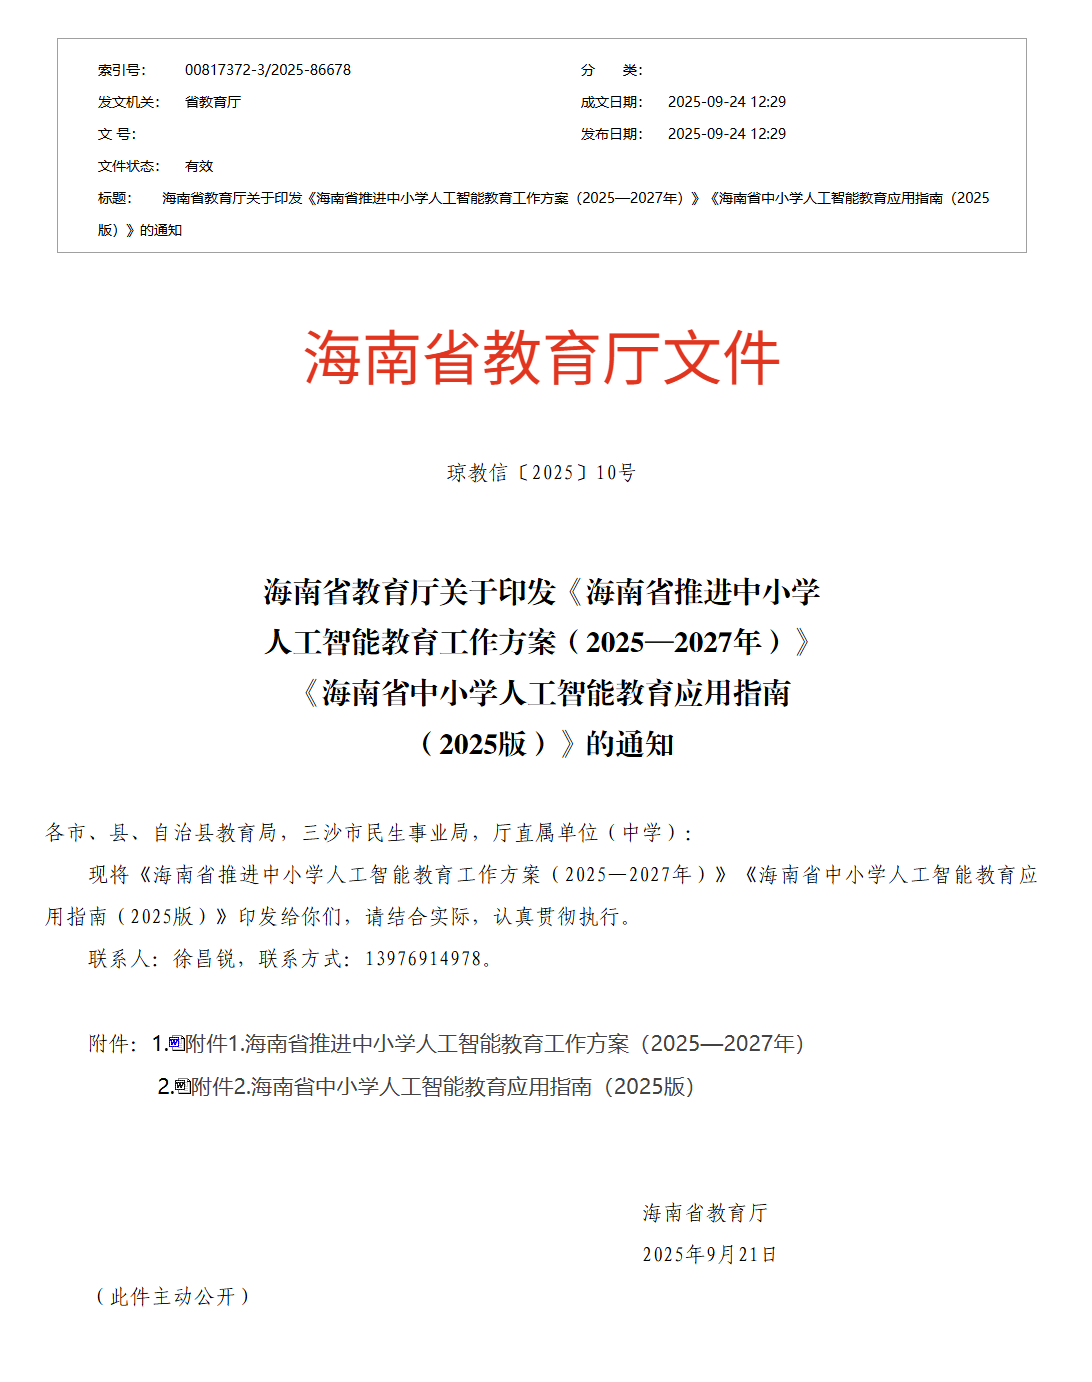 索引号： 00817372-3/2025-86678 分 类：
发文机关： 省教育厅 成文日期： 2025-09-24 12:29
文 号： 发布日期： 2025-09-24 12:29
文件状态： 有效
标题： 海南省教育厅关于印发《海南省推进中小学人工智能教育工作方案（2025—2027年）》《海南省中小学人工智能教育应用指南（2025
版）》的通知
海南省教育厅文件
琼教信〔2025〕10号
海南省教育厅关于印发《海南省推进中小学
人工智能教育工作方案（2025—2027年）》
《海南省中小学人工智能教育应用指南
（2025版）》的通知
各市、县、自治县教育局，三沙市民生事业局，厅直属单位（中学）：
现将《海南省推进中小学人工智能教育工作方案（2025—2027年）》《海南省中小学人工智能教育应
用指南（2025版）》印发给你们，请结合实际，认真贯彻执行。
联系人：徐昌锐，联系方式：13976914978。
附件：1.附件1.海南省推进中小学人工智能教育工作方案（2025—2027年）
2.附件2.海南省中小学人工智能教育应用指南（2025版）
海南省教育厅
2025年9月21日
（此件主动公开）